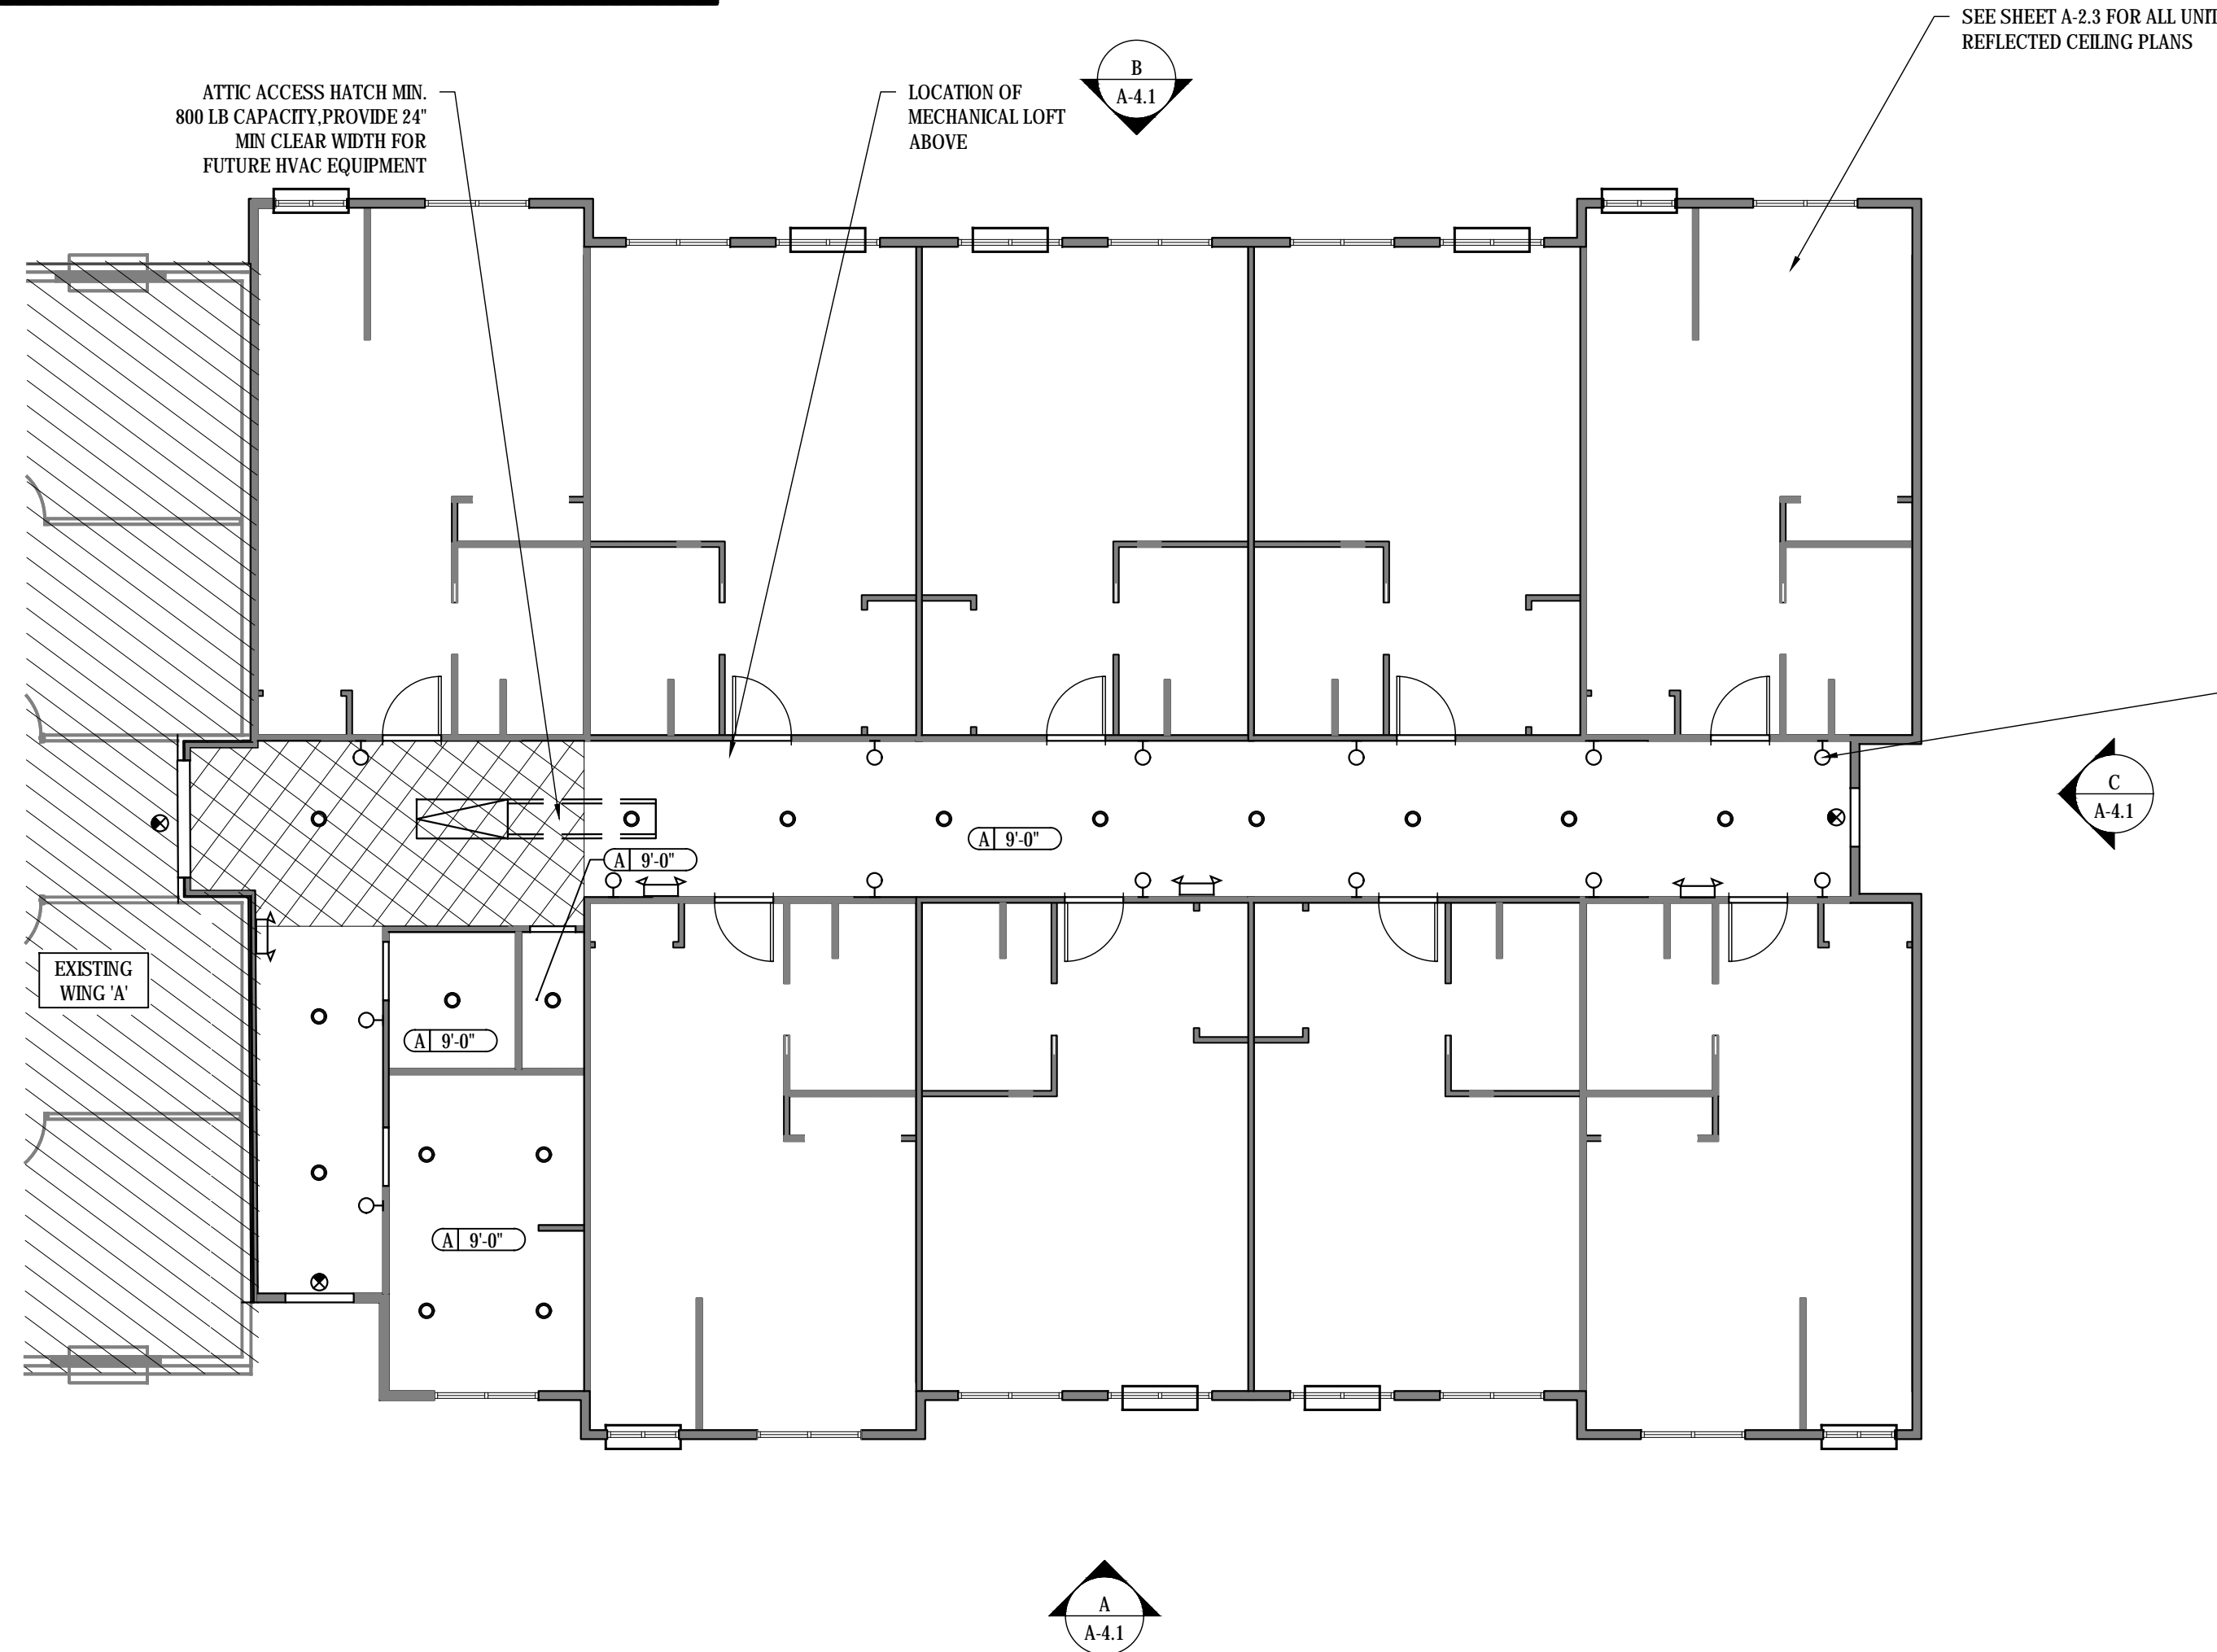 SEE SHEET A-2.3 FOR ALL UNIT
REFLECTED CEILING PLANS
B
A-4.1
ATTIC ACCESS HATCH MIN.
800 LB CAPACITY,PROVIDE 24"
MIN CLEAR WIDTH FOR
FUTURE HVAC EQUIPMENT
LOCATION OF
MECHANICAL LOFT
ABOVE
C
A-4.1
A 9'-0"
A 9'-0"
EXISTING
WING 'A'
A 9'-0"
A 9'-0"
A
A-4.1